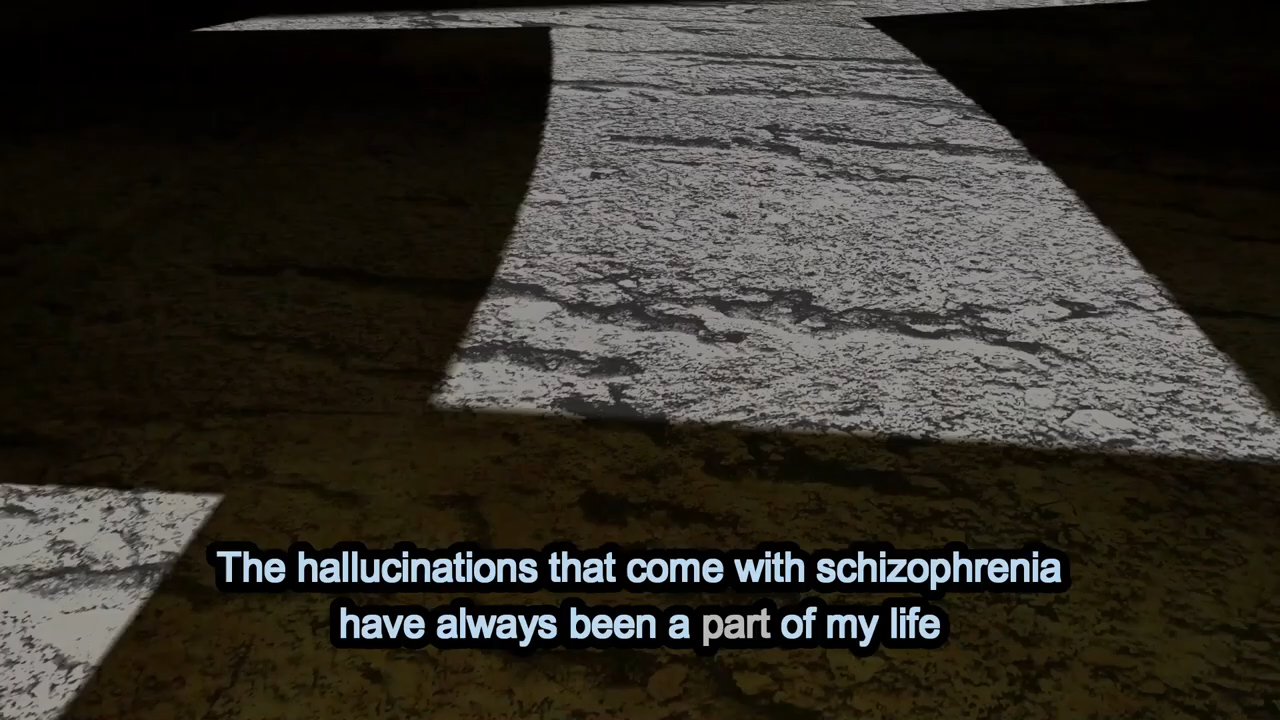 The hallucinations that come with schizophrenia
have always been a part of my life